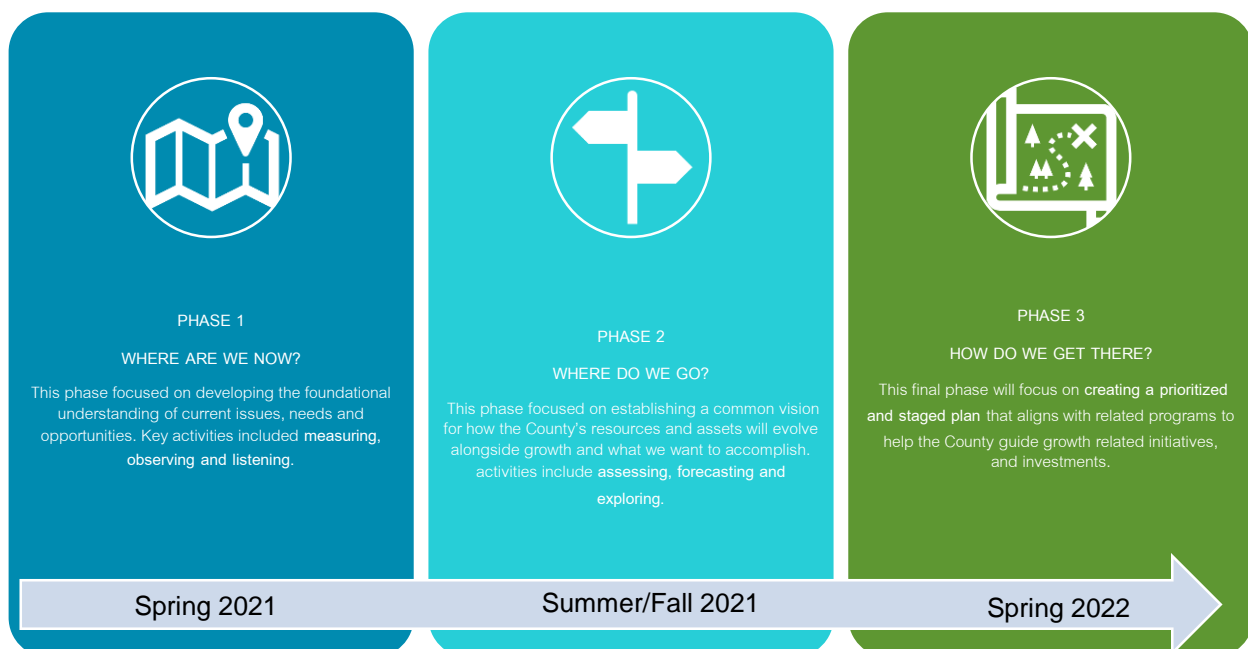 PHASE 1
WHERE ARE WE NOW?
This phase focused on developing the foundational
understanding of current issues, needs and
opportunities. Key activities included measuring,
observing and listening.
PHASE 2
WHERE DO WE GO?
This phase focused on establishing a common vision
for how the County's resources and assets will evolve
alongside growth and what we want to accomplish.
activities include assessing, forecasting and
exploring.
PHASE 3
HOW DO WE GET THERE?
This final phase will focus on creating a prioritized
and staged plan that aligns with related programs to
help the County guide growth related initiatives,
and investments.
Spring 2021
Summer/Fall 2021
Spring 2022